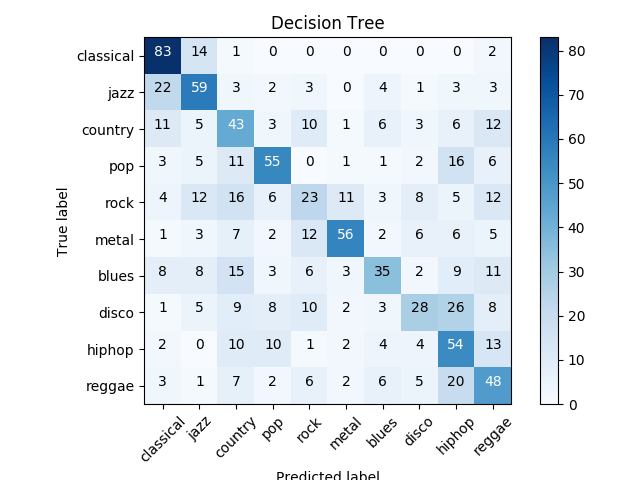 Decision Tree
classical 83 14 1 0 0 0 0 0 0 2
jazz 22 59 3 2 3 0 4 1 3 3
country 11 5 43 3 10 1 6 3 6 12
pop 3 5 11 55 0 1 1 2 16 6
rock 4 12 16 6 23 11 3 8 5 12
metal 1 3 7 2 12 56 2 6 6 5
blues 8 8 15 3 6 3 35 2 9 11
disco 1 5 9 8 10 2 3 28 26 8
hiphop 2 0 10 10 1 2 4 4 54 13
reggae 3 1 7 2 6 2 6 5 20 48
classical jazz country pop rock metal blues disco hiphop reggae
True label
Predicted label
80
70
60
50
40
30
20
10
0